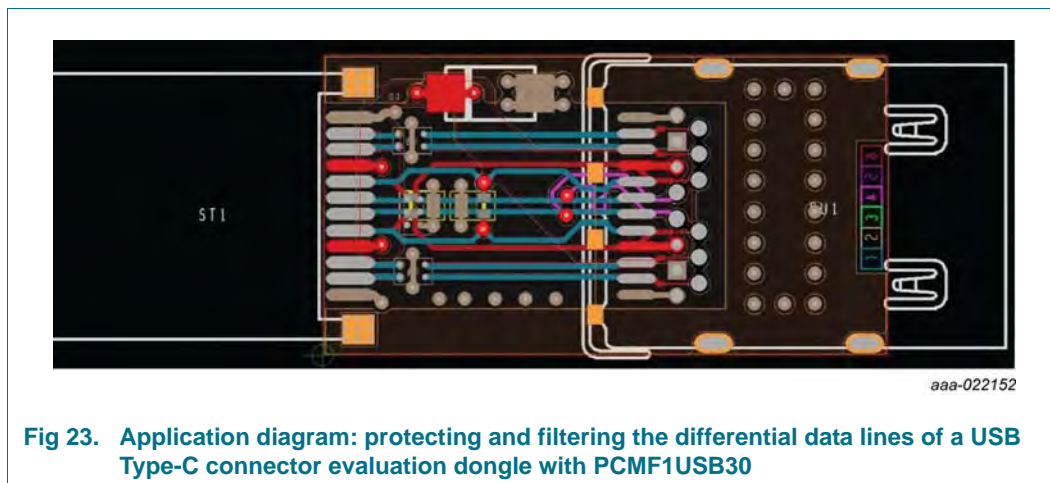 ST1
aaa-022152
Fig 23. Application diagram: protecting and filtering the differential data lines of a USB
Type-C connector evaluation dongle with PCMF1USB30